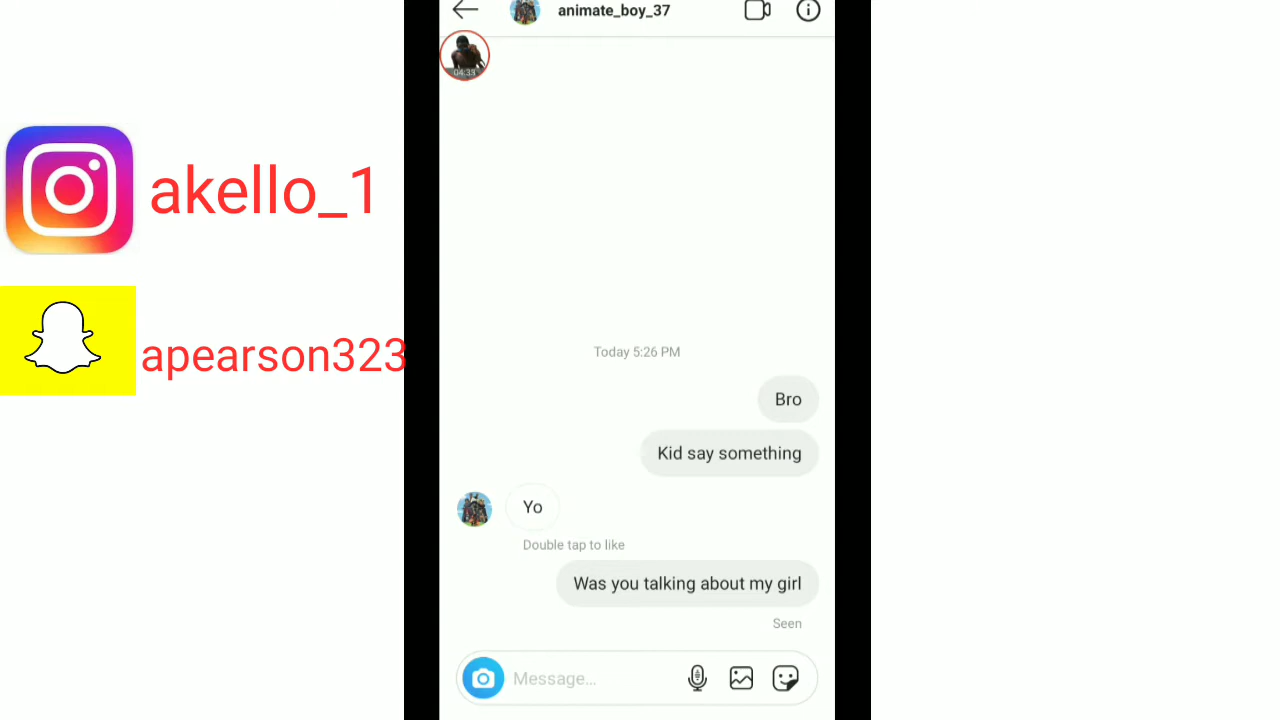 animate_boy_37
04:33
akello_1
apearson323
Today 5:26 PM
Bro
Kid say something
Yo
Double tap to like
Was you talking about my girl
Seen
Message...